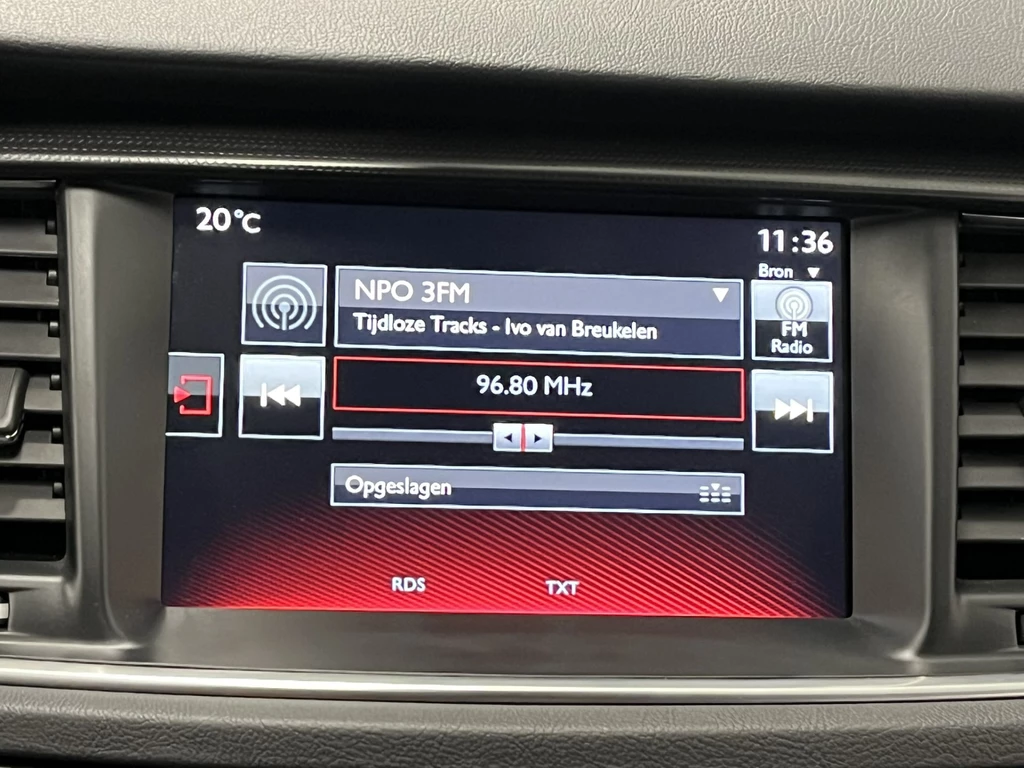 20°C
11:36
Bron
NPO 3FM
Tijdloze Tracks - Ivo van Breukelen
FM
Radio
96.80 MHz
Opgeslagen
RDS
TXT